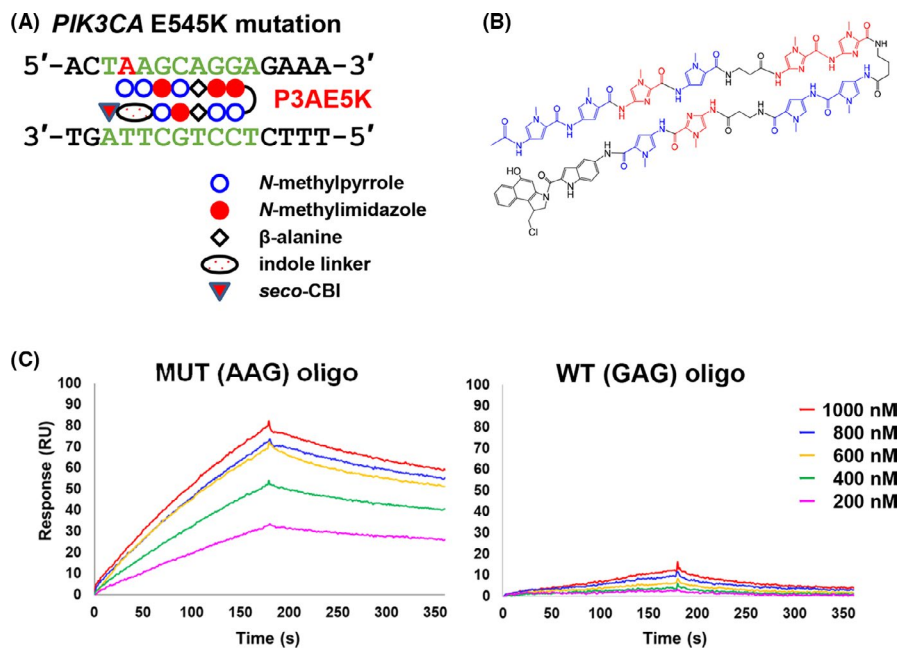 (A) PIK3CA E545K mutation
5′-ACTAAGCAGGAGAAA-3′
P3AE5K
3′-TGATTCGTCCTCTTT-5′
N-methylpyrrole
N-methylimidazole
β-alanine
indole linker
seco-CBI
(B)
(C)
MUT (AAG) oligo
Response (RU)
100
90
80
70
60
50
40
30
20
10
0
0 50 100 150 200 250 300 350
Time (s)
WT (GAG) oligo
100
90
80
70
60
50
40
30
20
10
0
0 50 100 150 200 250 300 350
Time (s)
1000 nM
800 nM
600 nM
400 nM
200 nM